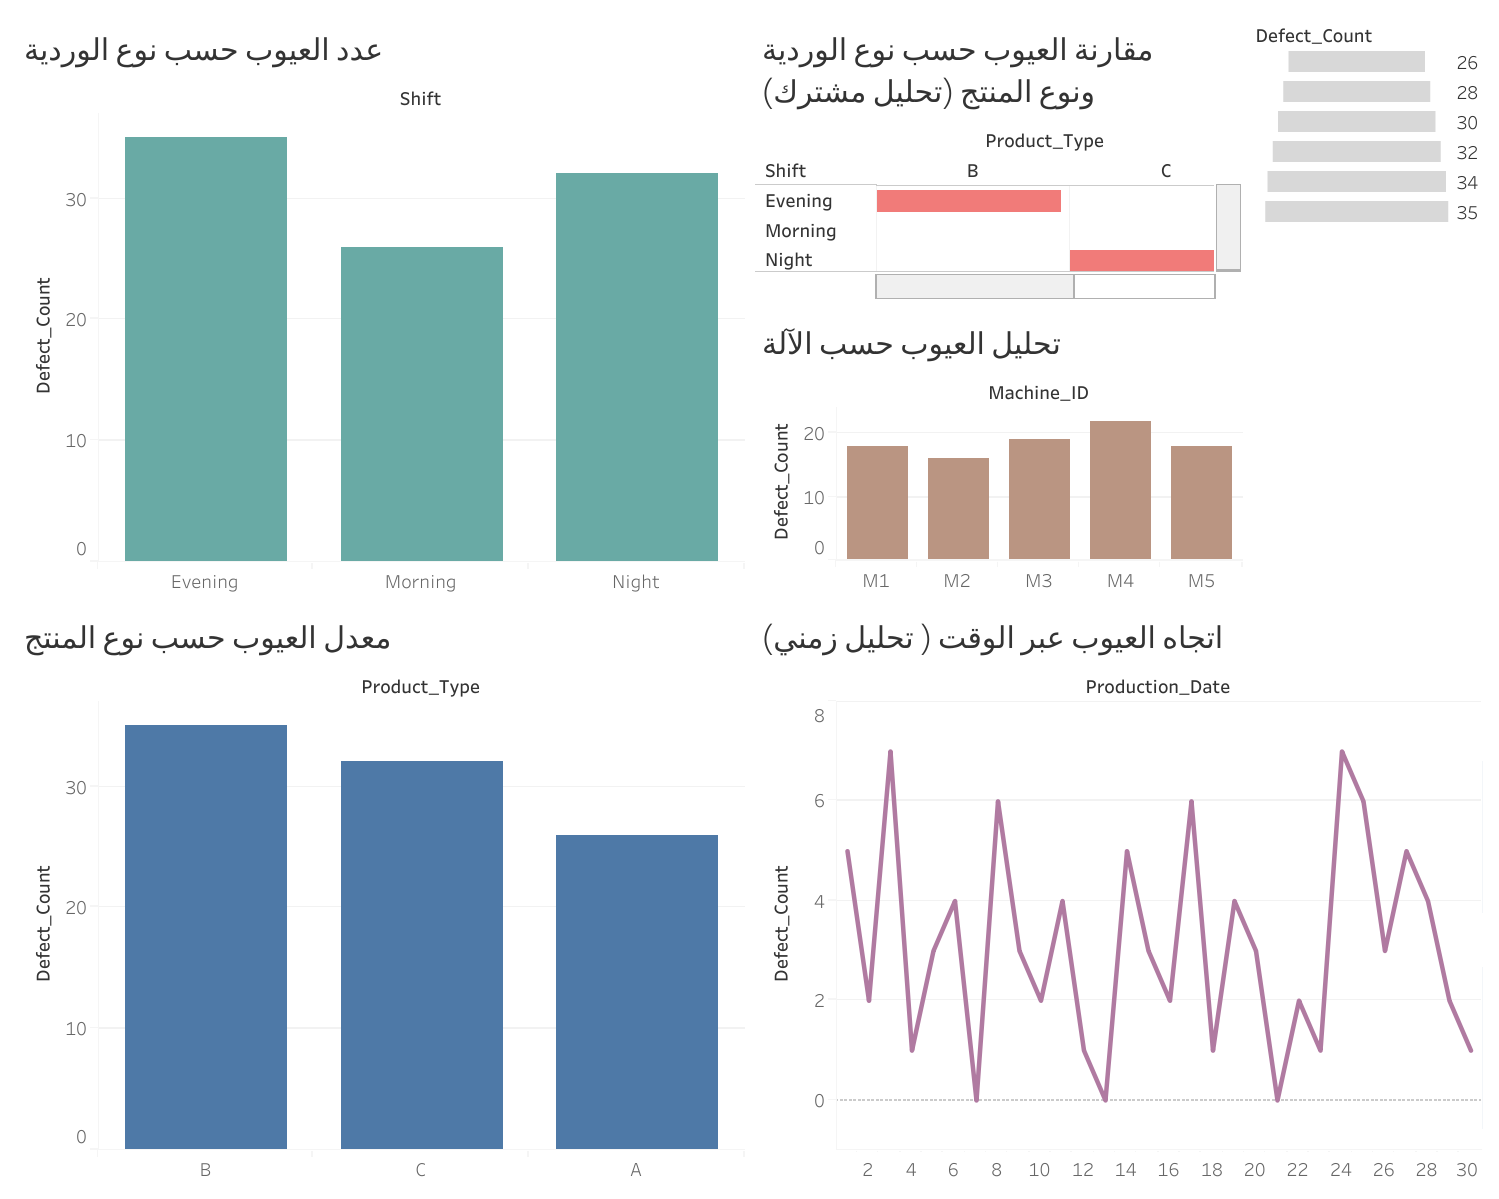 عدد العيوب حسب نوع الوردية
Shift
Defect_Count
30
20
10
0
Evening
Morning
Night
مقارنة العيوب حسب نوع الوردية
ونوع المنتج (تحليل مشترك)
Product_Type
Shift
B
C
Evening
Morning
Night
Defect_Count
26
28
30
32
34
35
تحليل العيوب حسب الآلة
Machine_ID
Defect_Count
20
10
0
M1
M2
M3
M4
M5
معدل العيوب حسب نوع المنتج
Product_Type
Defect_Count
30
20
10
0
B
C
A
اتجاه العيوب عبر الوقت ( تحليل زمني)
Production_Date
Defect_Count
8
6
4
2
0
2
4
6
8
10
12
14
16
18
20
22
24
26
28
30